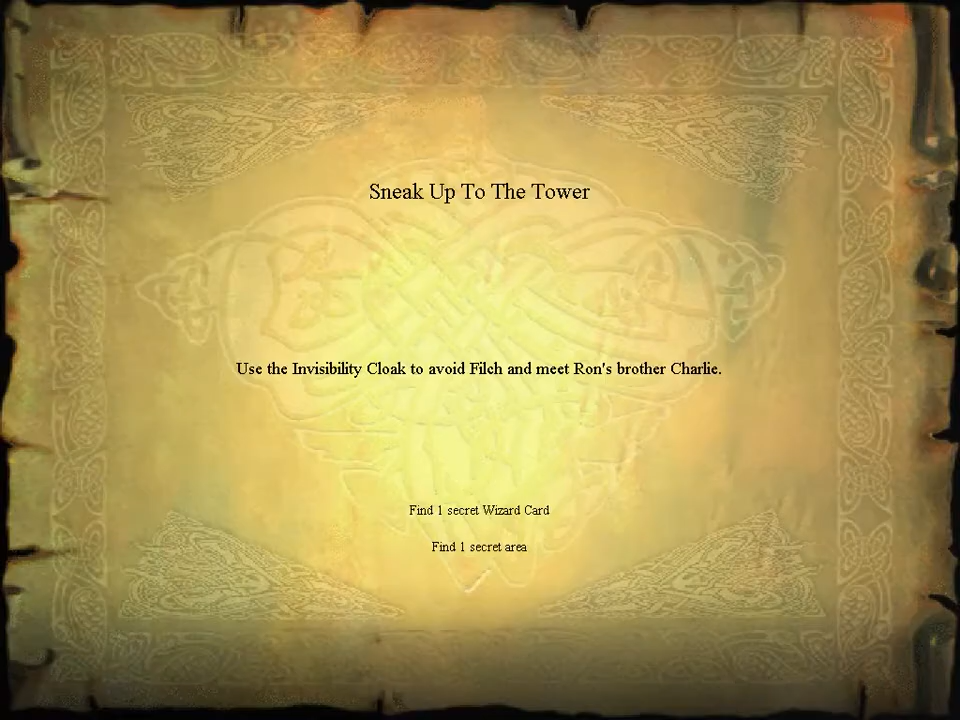 Sneak Up To The Tower
Use the Invisibility Cloak to avoid Filch and meet Ron's brother Charlie.
Find 1 secret Wizard Card
Find 1 secret area